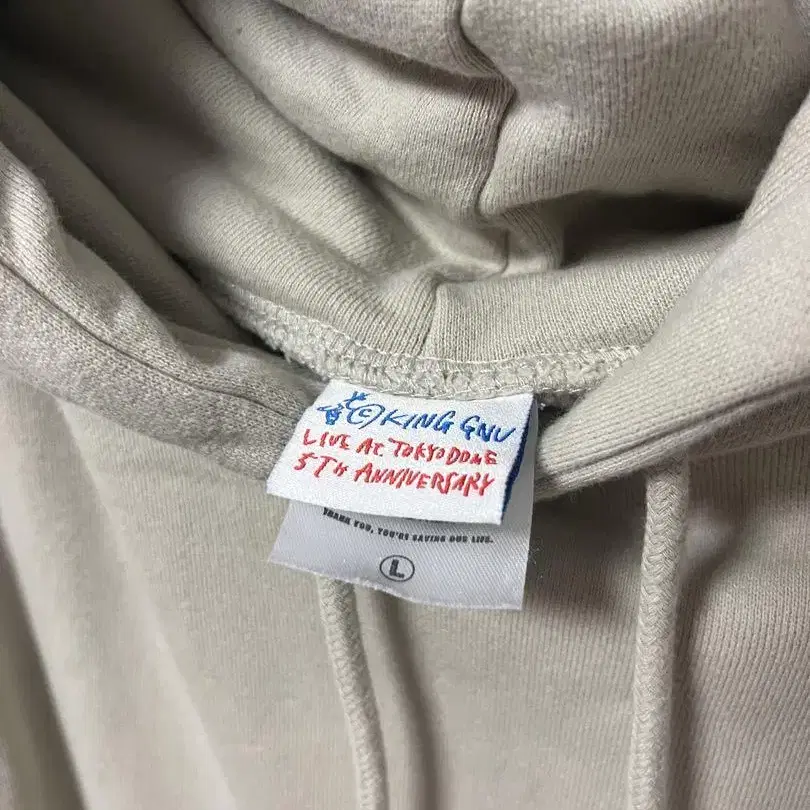 © KING GNU
LIVE AT TOKYO DOME
5TH ANNIVERSARY
THANK YOU, YOU'RE SAVING OUR LIFE.
L